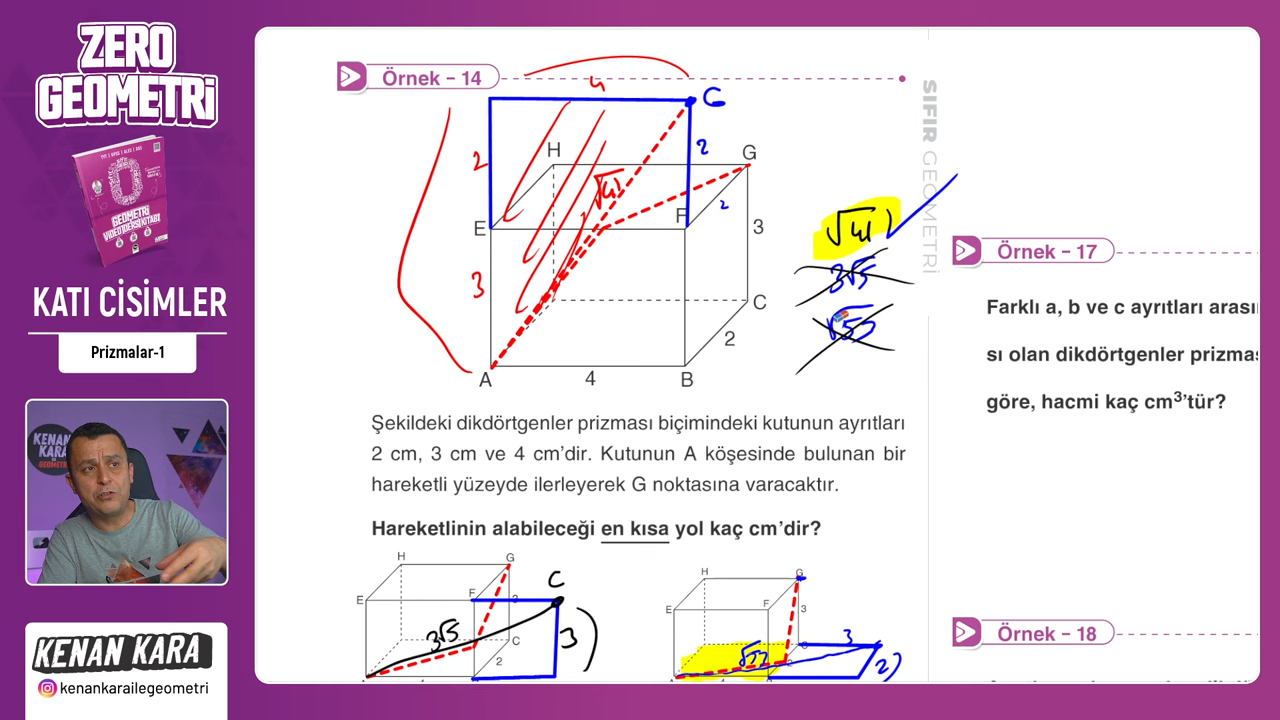 ZERO
GEOMETRİ
GEOMETRİ
VİDEO DERS KİTABI
KATI CİSİMLER
Prizmalar-1
KENAN
KARA
GEOMETRİ
KENAN KARA
kenankarailegeometri
Örnek - 14
4
G
2
2
H
G
√41
E
F
2
3
3
C
2
A
4
B
√41
3√5
√53
SIFIR GEOMETRİ
Şekildeki dikdörtgenler prizması biçimindeki kutunun ayrıtları
2 cm, 3 cm ve 4 cm'dir. Kutunun A köşesinde bulunan bir
hareketli yüzeyde ilerleyerek G noktasına varacaktır.
Hareketlinin alabileceği en kısa yol kaç cm'dir?
H
G
G
E
F
3
3√5
C
3
2
H
G
E
F
3
3
√53
2
Örnek - 17
Farklı a, b ve c ayrıtları arası
sı olan dikdörtgenler prizmas
göre, hacmi kaç cm³'tür?
Örnek - 18